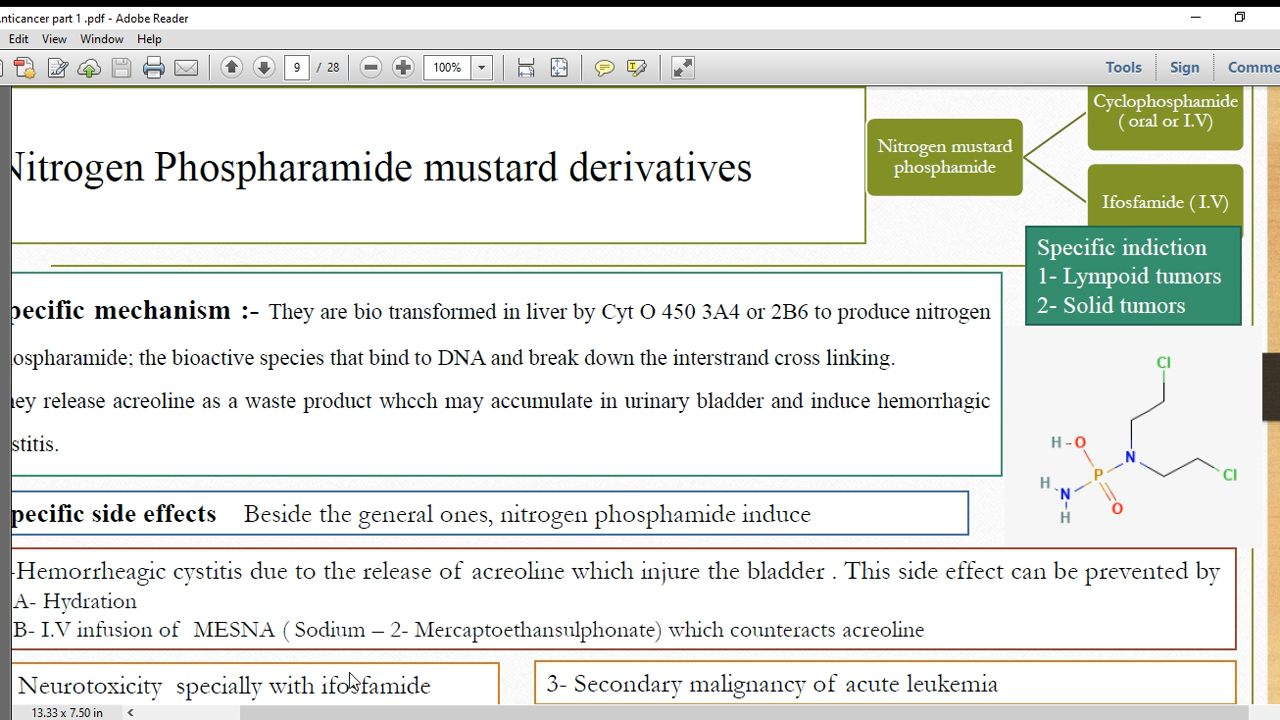 nticancer part 1 .pdf - Adobe Reader
Edit View Window Help
9 / 28 100% Tools Sign Comme
Nitrogen Phospharamide mustard derivatives
Nitrogen mustard
phosphamide
Cyclophosphamide
( oral or I.V)
Ifosfamide ( I.V)
Specific indiction
1- Lympoid tumors
2- Solid tumors
pecific mechanism :- They are bio transformed in liver by Cyt O 450 3A4 or 2B6 to produce nitrogen
ospharamide; the bioactive species that bind to DNA and break down the interstrand cross linking.
ey release acreoline as a waste product whcch may accumulate in urinary bladder and induce hemorrhagic
stitis.
Cl
H - O
N
H
P
Cl
N
O
H
pecific side effects Beside the general ones, nitrogen phosphamide induce
-Hemorrheagic cystitis due to the release of acreoline which injure the bladder . This side effect can be prevented by
A- Hydration
B- I.V infusion of MESNA ( Sodium – 2- Mercaptoethansulphonate) which counteracts acreoline
Neurotoxicity specially with ifosfamide
3- Secondary malignancy of acute leukemia
13.33 x 7.50 in